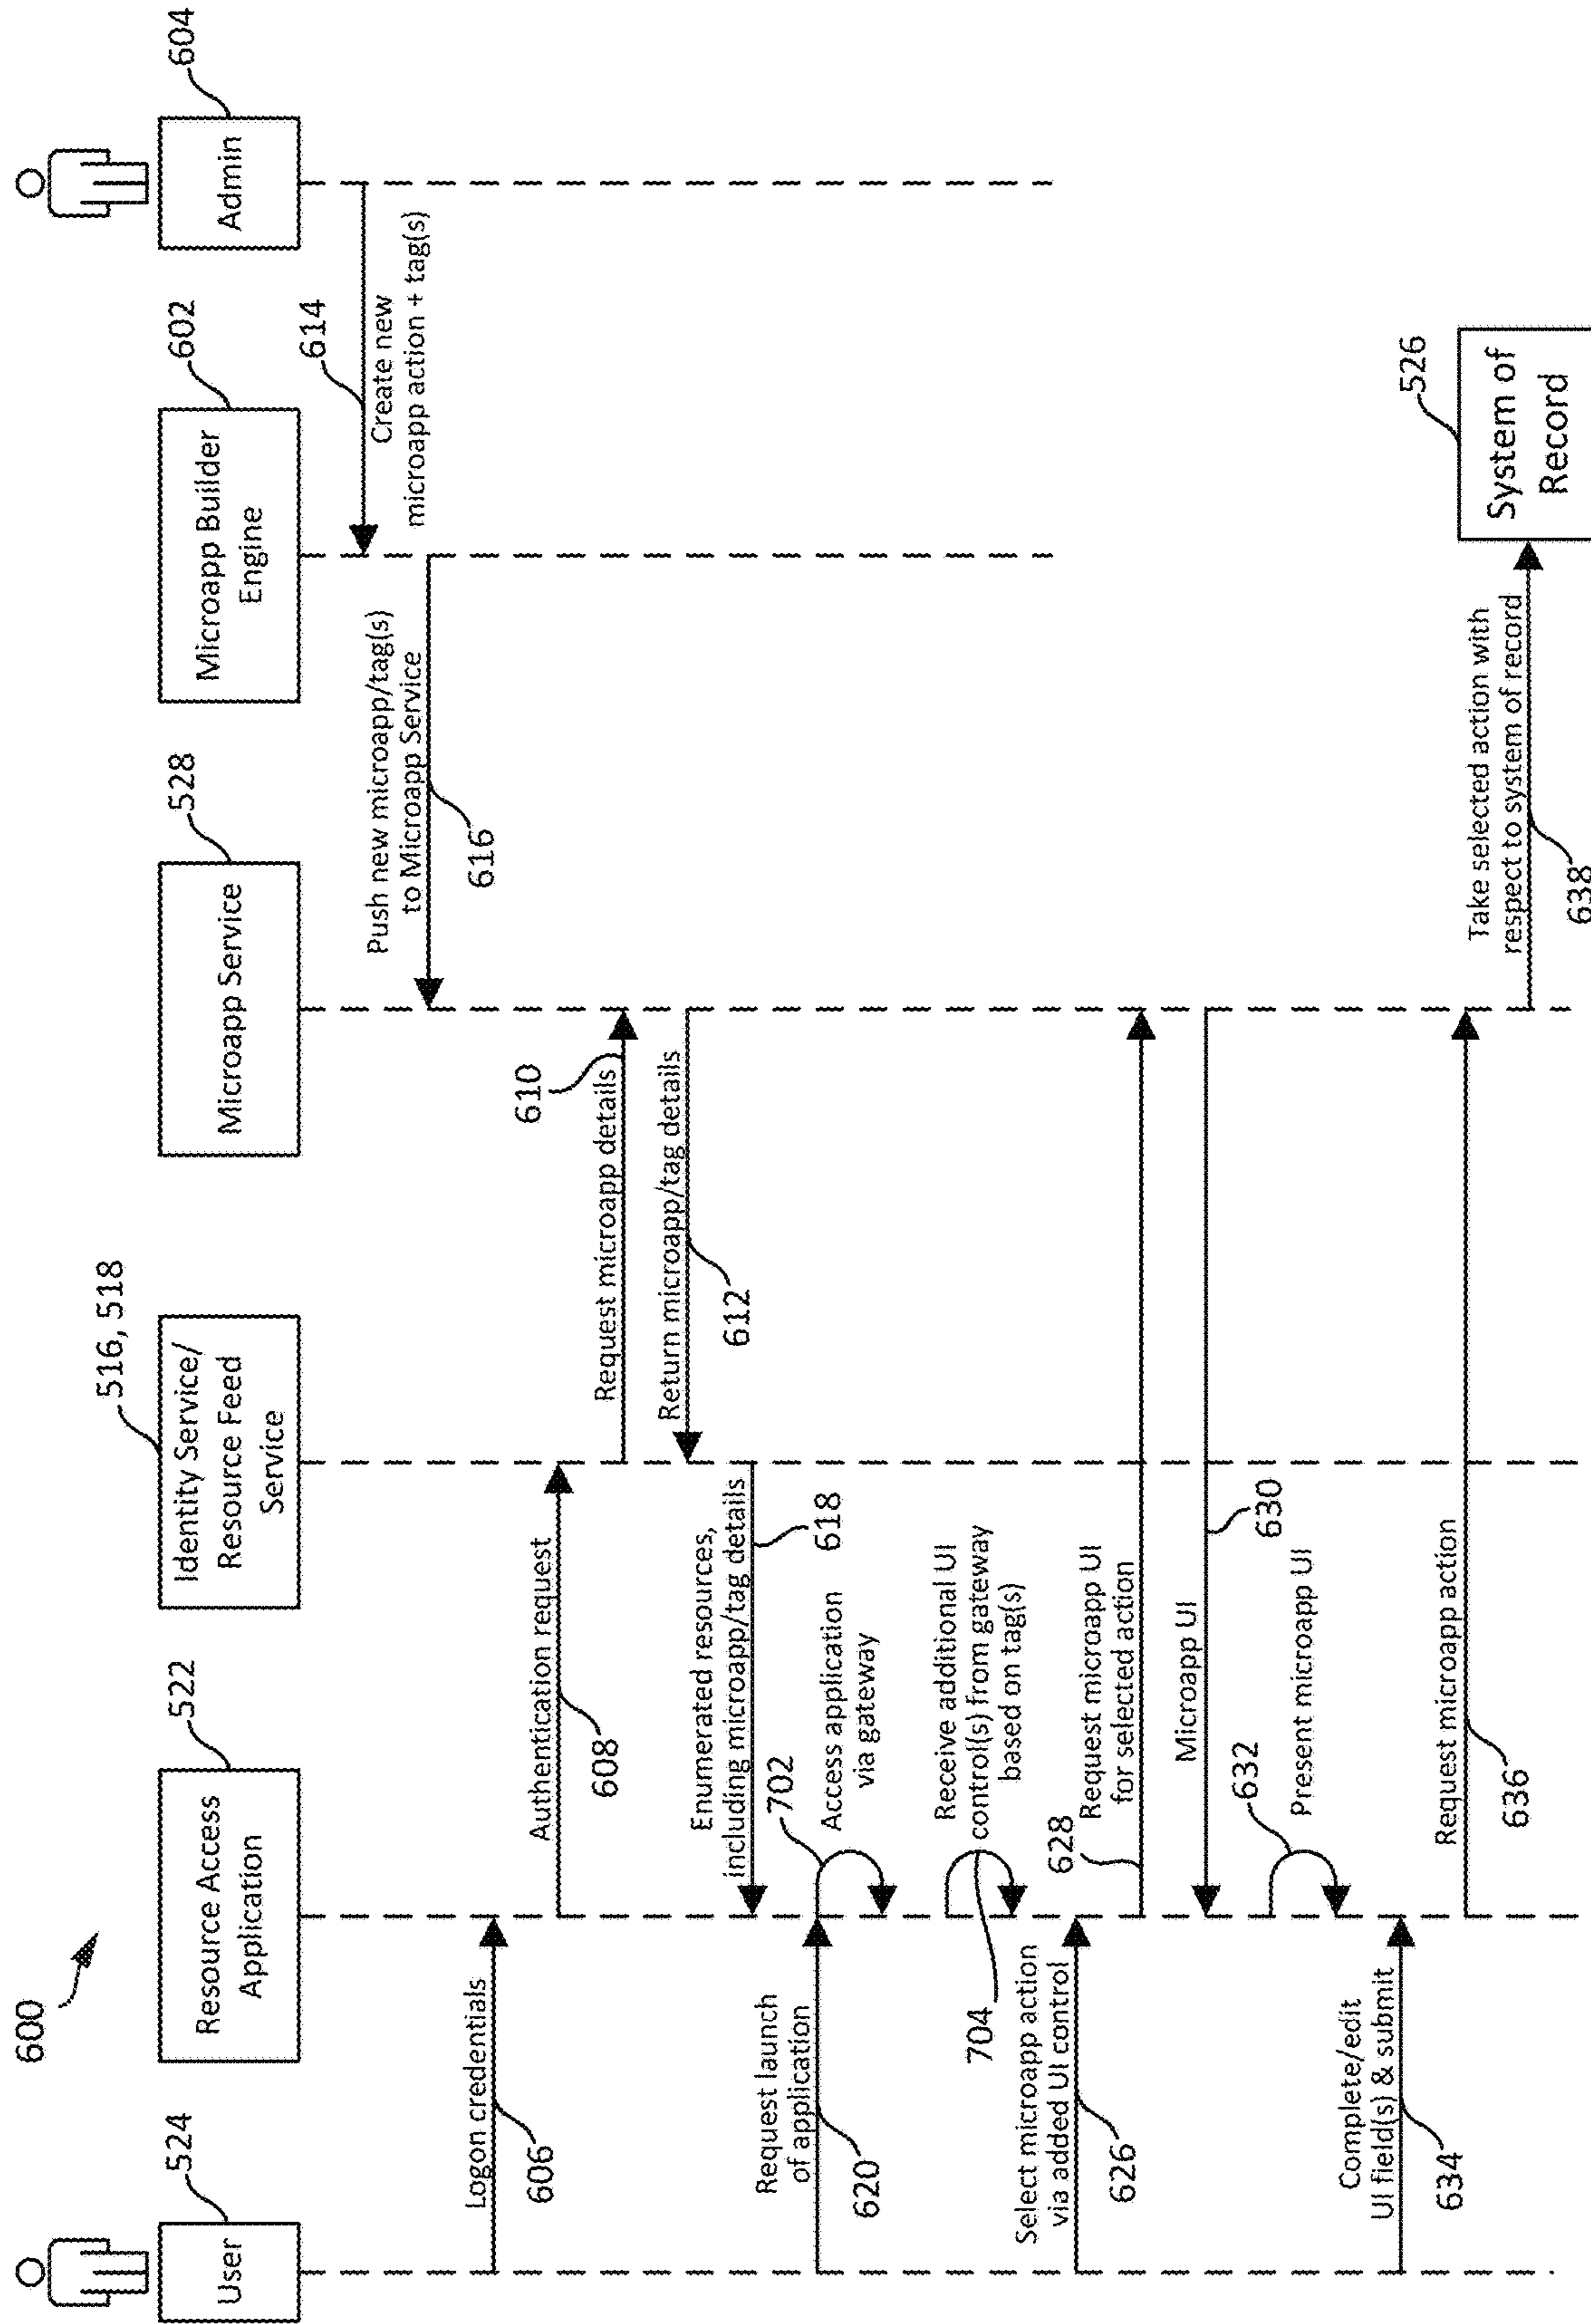 600
524
User
522
Resource Access
Application
516, 518
Identity Service/
Resource Feed
Service
528
Microapp Service
602
Microapp Builder
Engine
604
Admin
614
Create new
microapp action + tag(s)
Push new microapp/tag(s)
to Microapp Service
616
Logon credentials
606
Authentication request
608
610
Request microapp details
Return microapp/tag details
612
Enumerated resources,
including microapp/tag details
618
Request launch
of application
620
702
Access application
via gateway
Receive additional UI
control(s) from gateway
based on tag(s)
704
Select microapp action
via added UI control
626
628
Request microapp UI
for selected action
Microapp UI
630
632
Present microapp UI
Complete/edit
UI field(s) & submit
634
Request microapp action
636
Take selected action with
respect to system of record
638
526
System of
Record